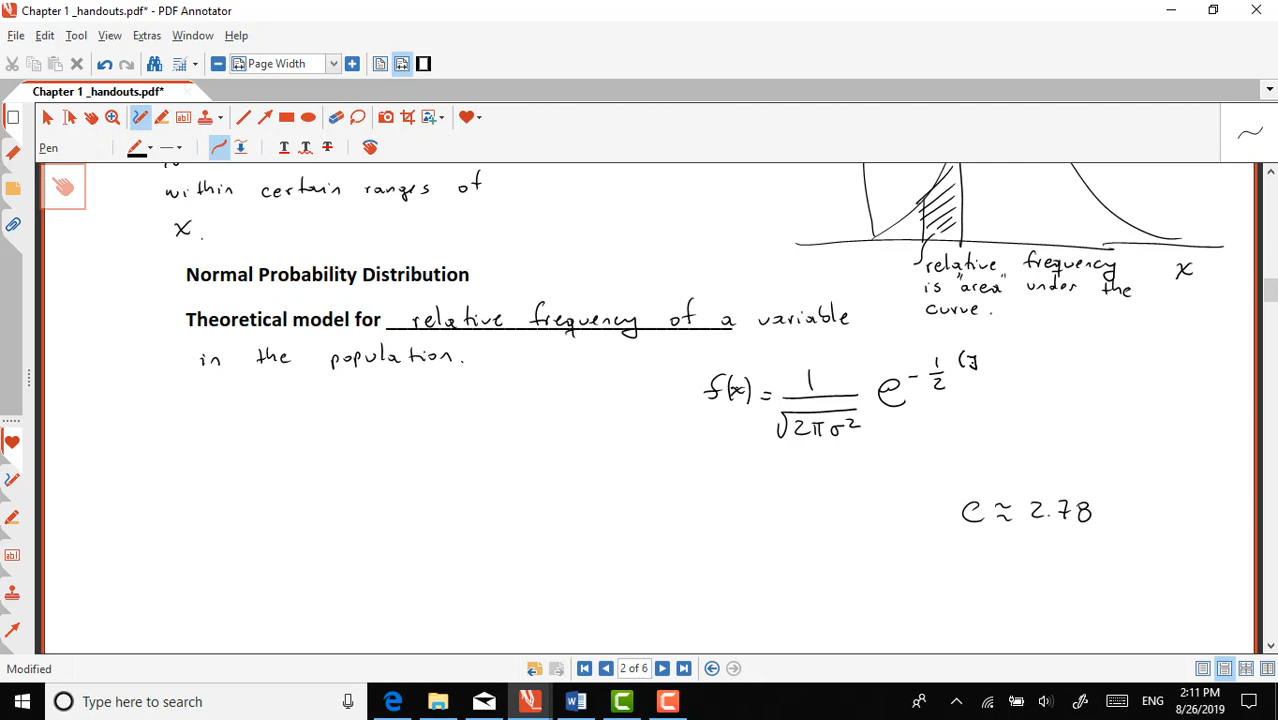 Chapter 1 _handouts.pdf* - PDF Annotator
File Edit Tool View Extras Window Help
Page Width
Chapter 1 _handouts.pdf*
Pen
within certain ranges of
x.
relative frequency
is "area" under the
curve.
x
Normal Probability Distribution
Theoretical model for relative frequency of a variable
in the population.
f(x) = 1/√2πσ² e^-1/2 (
e ≈ 2.78
Modified
2 of 6
Type here to search
ENG
2:11 PM
8/26/2019